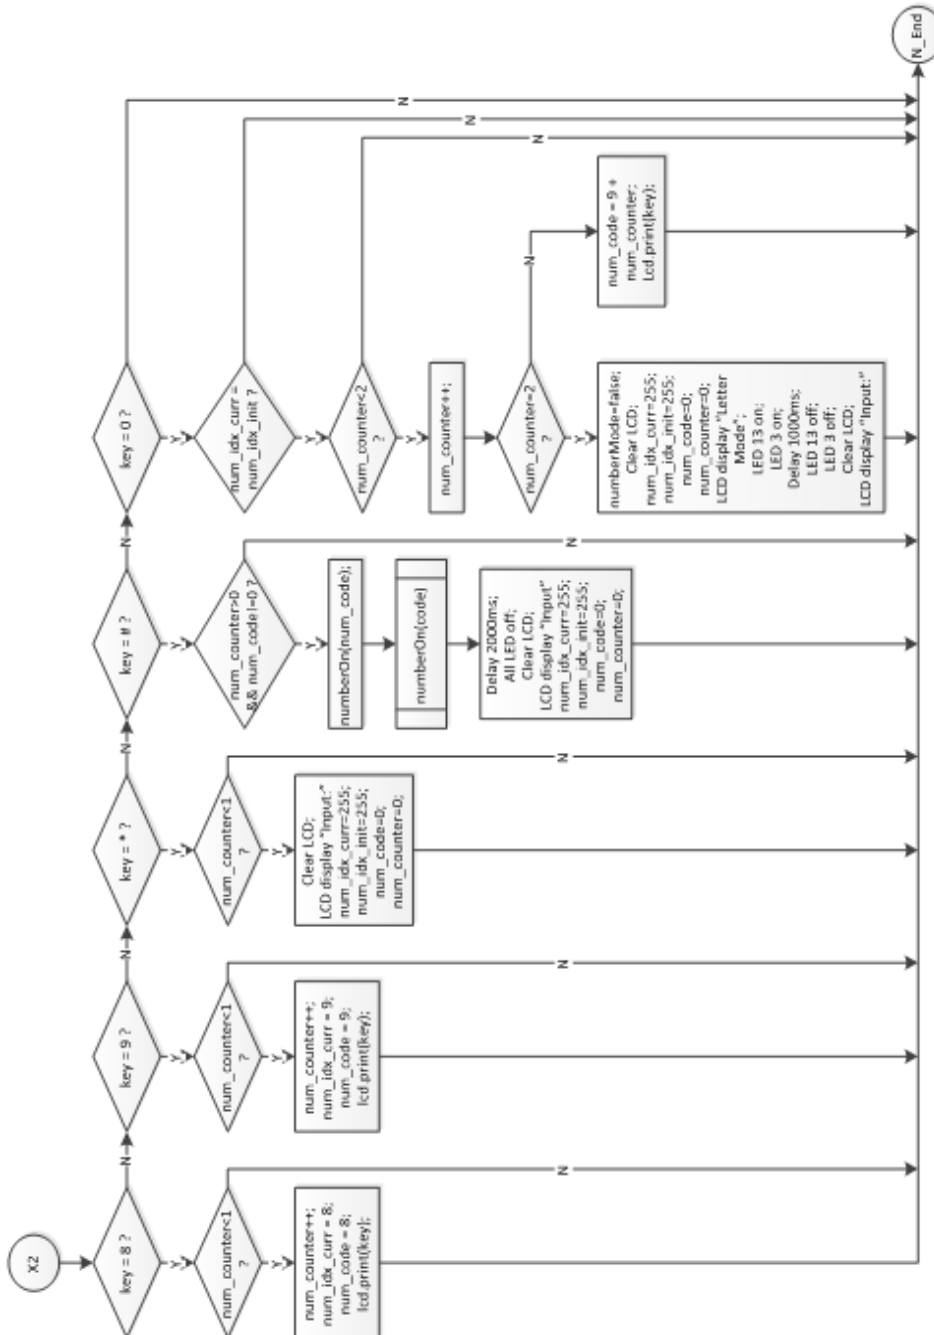 X2
key = 8 ?
Y
num_counter<1
?
Y
num_counter++;
num_idx_curr = 8;
num_code = 8;
lcd.print(key);
N
N
key = 9 ?
Y
num_counter<1
?
Y
num_counter++;
num_idx_curr = 9;
num_code = 9;
lcd.print(key);
N
N
key = * ?
Y
num_counter<1
?
Y
Clear LCD;
LCD display "Input:"
num_idx_curr=255;
num_idx_init=255;
num_code=0;
num_counter=0;
N
N
key = # ?
Y
num_counter>0
&& num_code!=0 ?
Y
numberOn(num_code);
numberOn(code)
Delay 2000ms;
All LED off;
Clear LCD;
LCD display "Input"
num_idx_curr=255;
num_idx_init=255;
num_code=0;
num_counter=0;
N
N
key = 0 ?
Y
num_idx_curr =
num_idx_init ?
Y
num_counter<2
?
Y
num_counter++;
num_counter=2
?
Y
numberMode=false;
Clear LCD;
num_idx_curr=255;
num_idx_init=255;
num_code=0;
num_counter=0;
LCD display "Letter
Mode";
LED 13 on;
LED 3 on;
Delay 1000ms;
LED 13 off;
LED 3 off;
Clear LCD;
LCD display "Input:"
N
num_code = 9 +
num_counter;
Lcd.print(key);
N
N
N
N_End